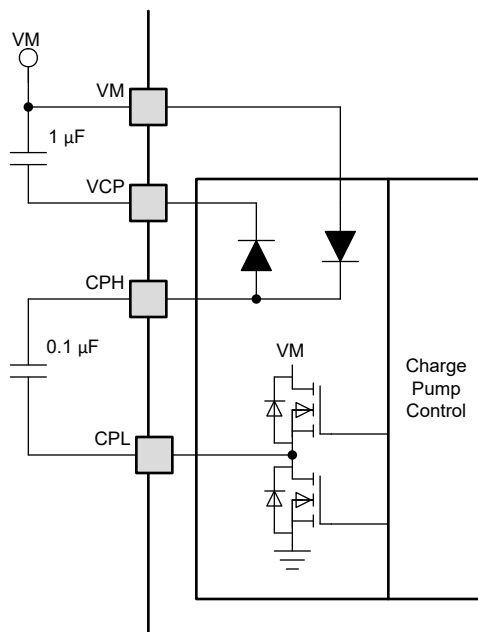 VM
VM
1 µF
VCP
CPH
0.1 µF
VM
Charge
Pump
Control
CPL